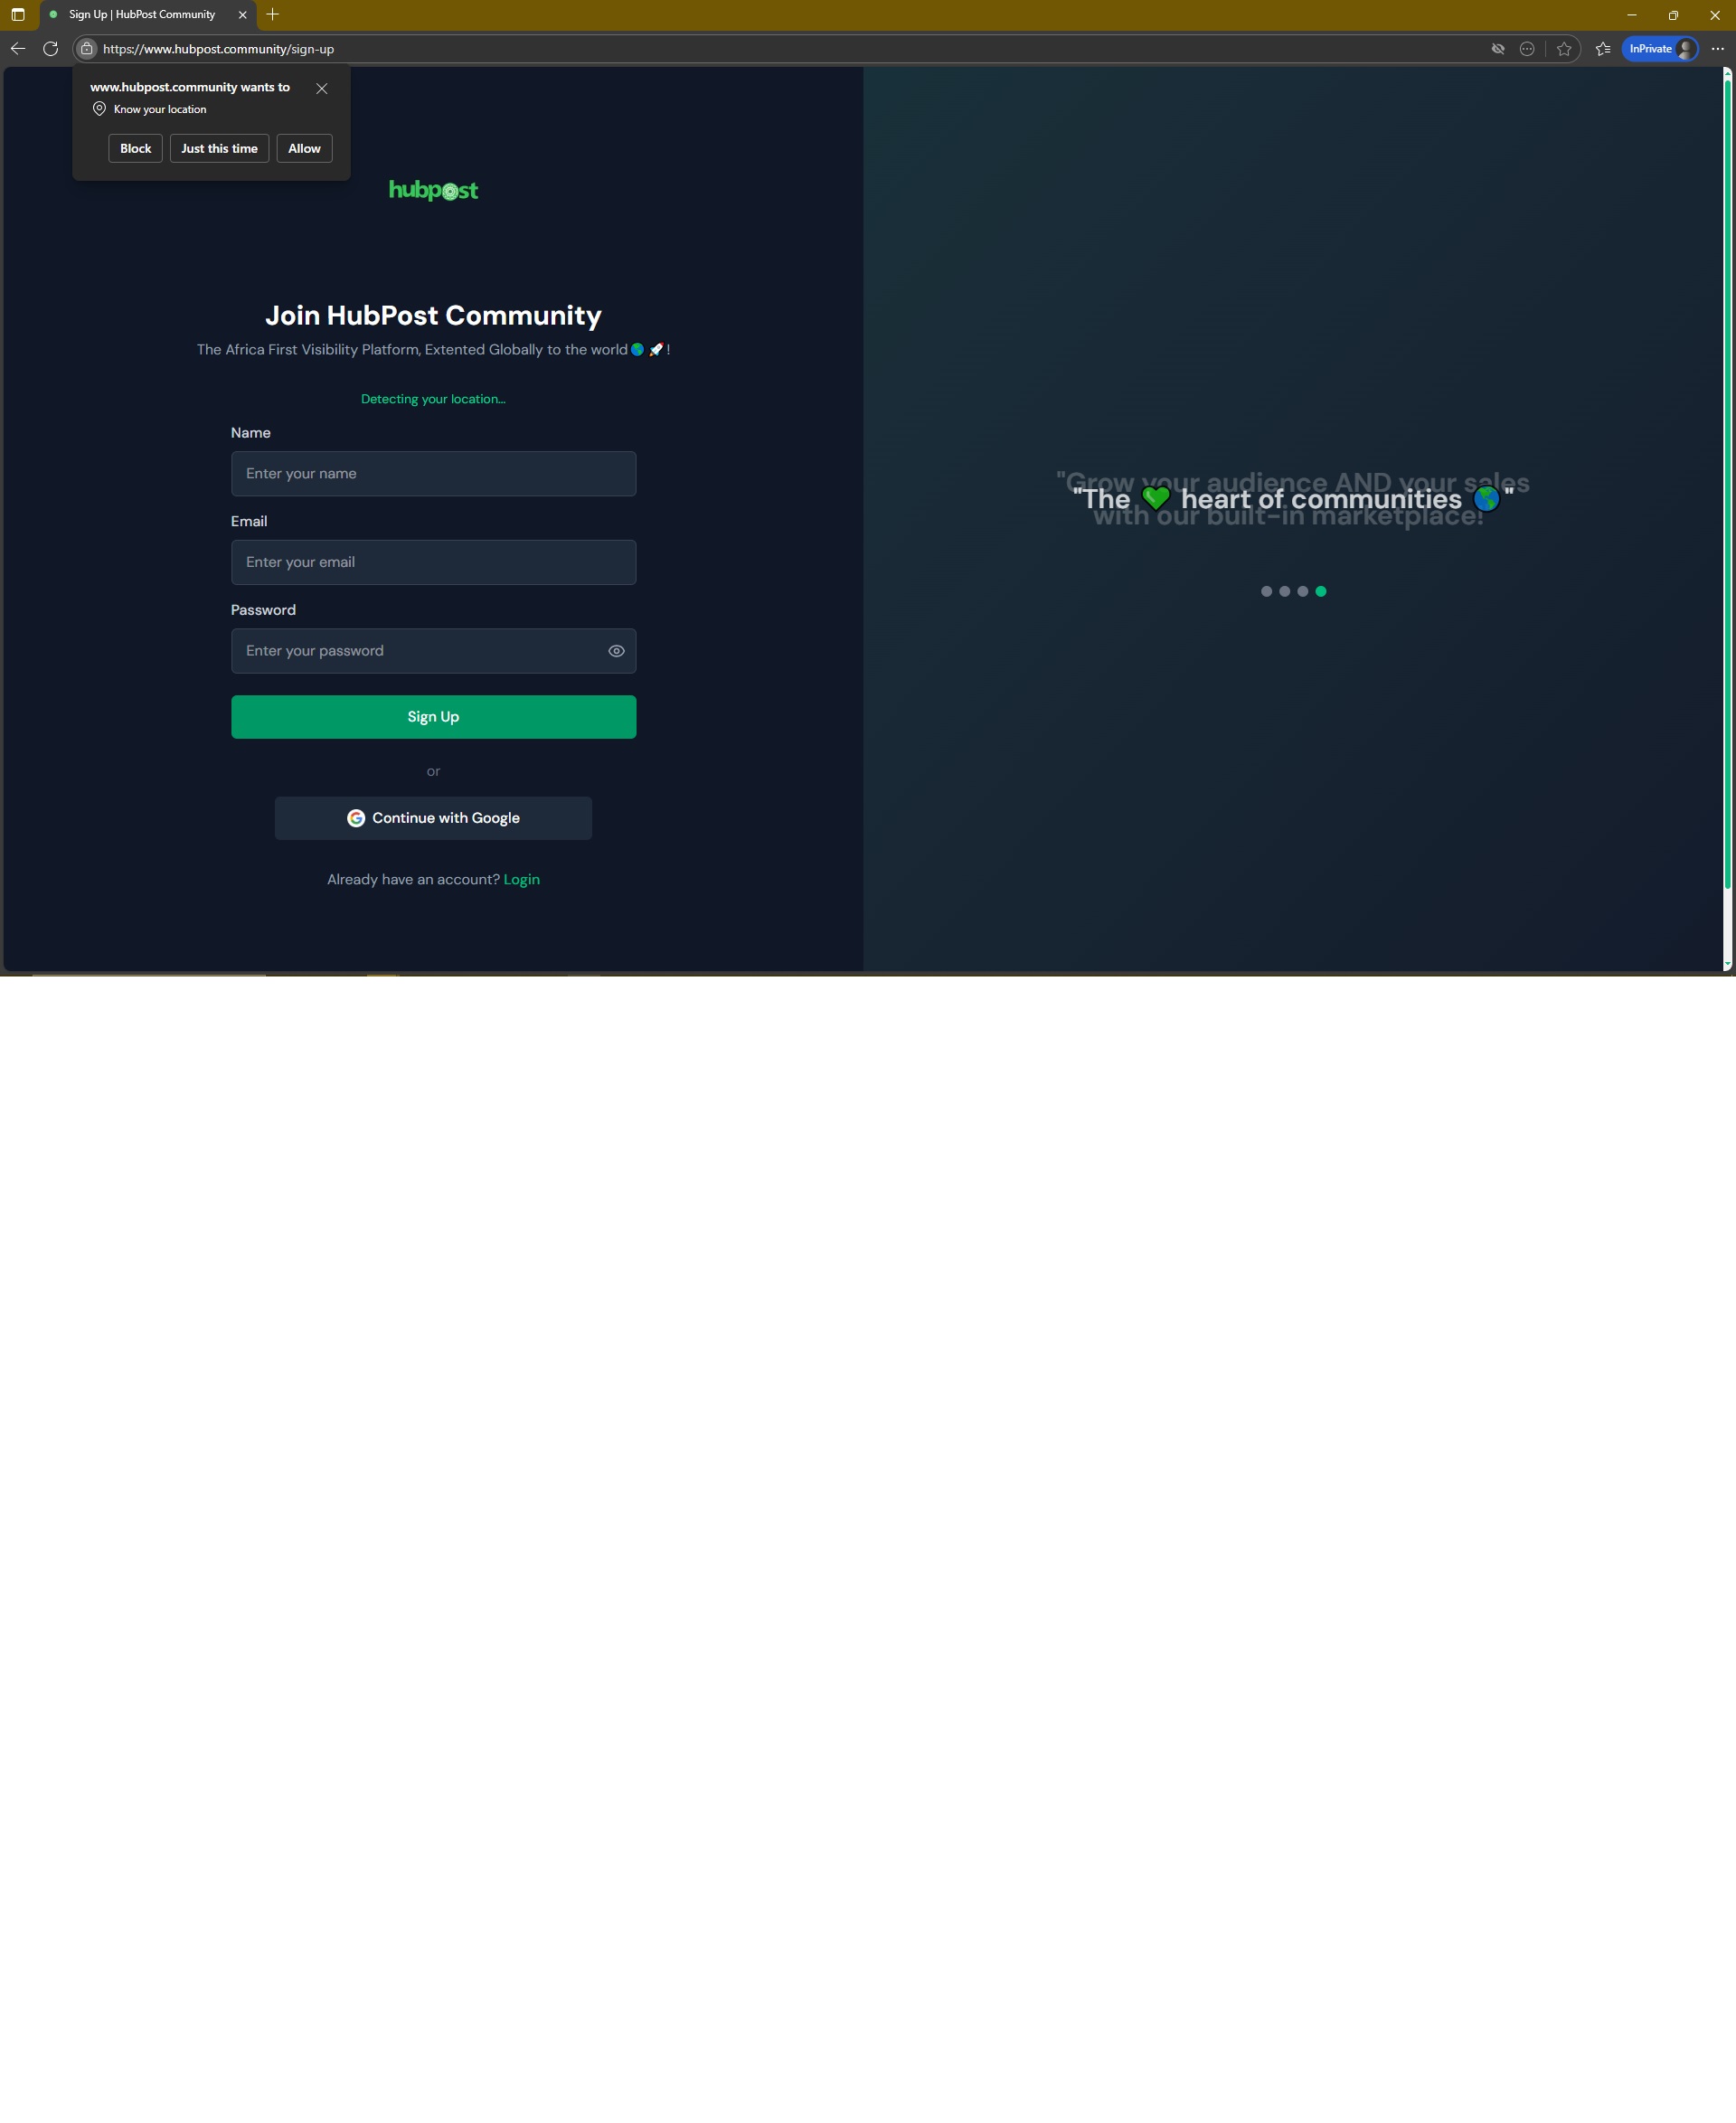 Sign Up | HubPost Community
https://www.hubpost.community/sign-up
InPrivate
www.hubpost.community wants to
Know your location
Block
Just this time
Allow
hubpost
Join HubPost Community
The Africa First Visibility Platform, Extented Globally to the world🌎🚀!
Detecting your location...
Name
Enter your name
Email
Enter your email
Password
Enter your password
Sign Up
or
Continue with Google
Already have an account? Login
"Grow your audience AND your sales
with our built-in marketplace!"
"The 💚 heart of communities 🌎"